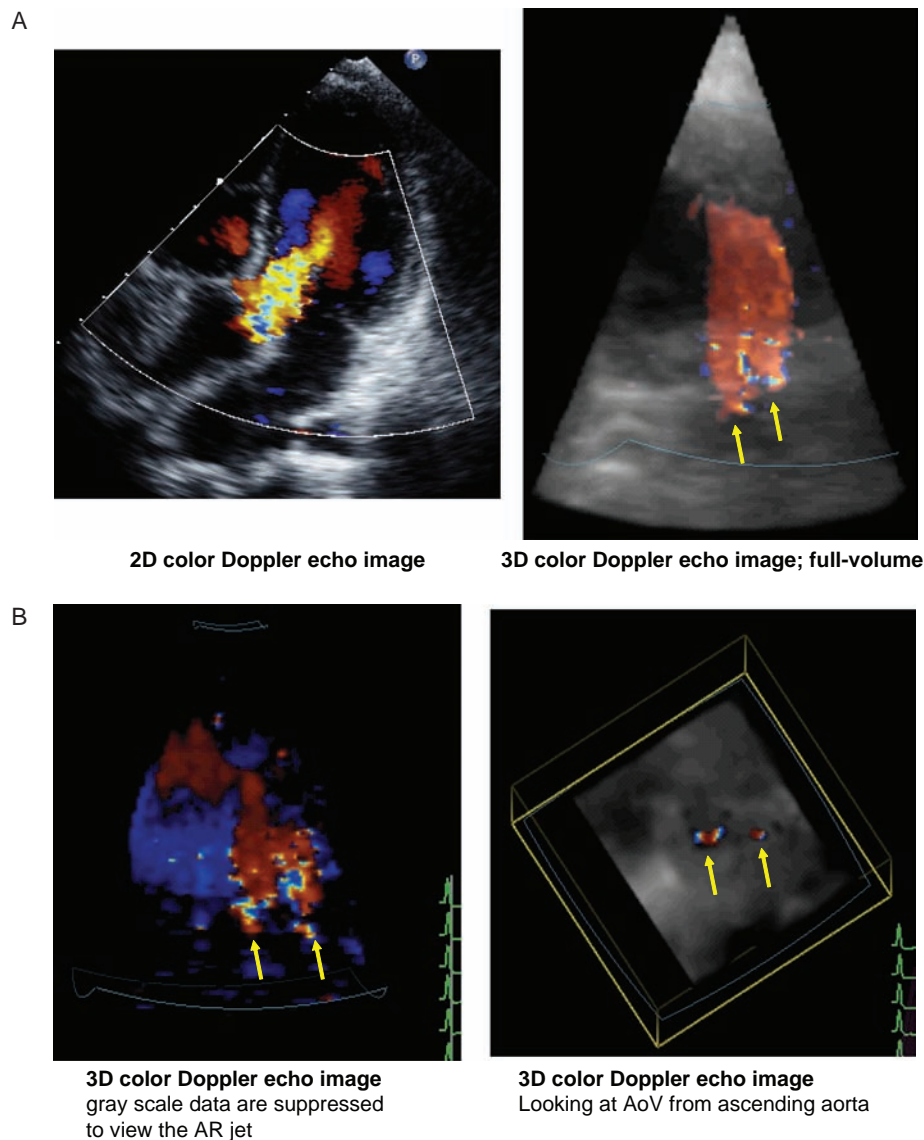 A
P
2D color Doppler echo image
3D color Doppler echo image; full-volume
B
3D color Doppler echo image
gray scale data are suppressed
to view the AR jet
3D color Doppler echo image
Looking at AoV from ascending aorta